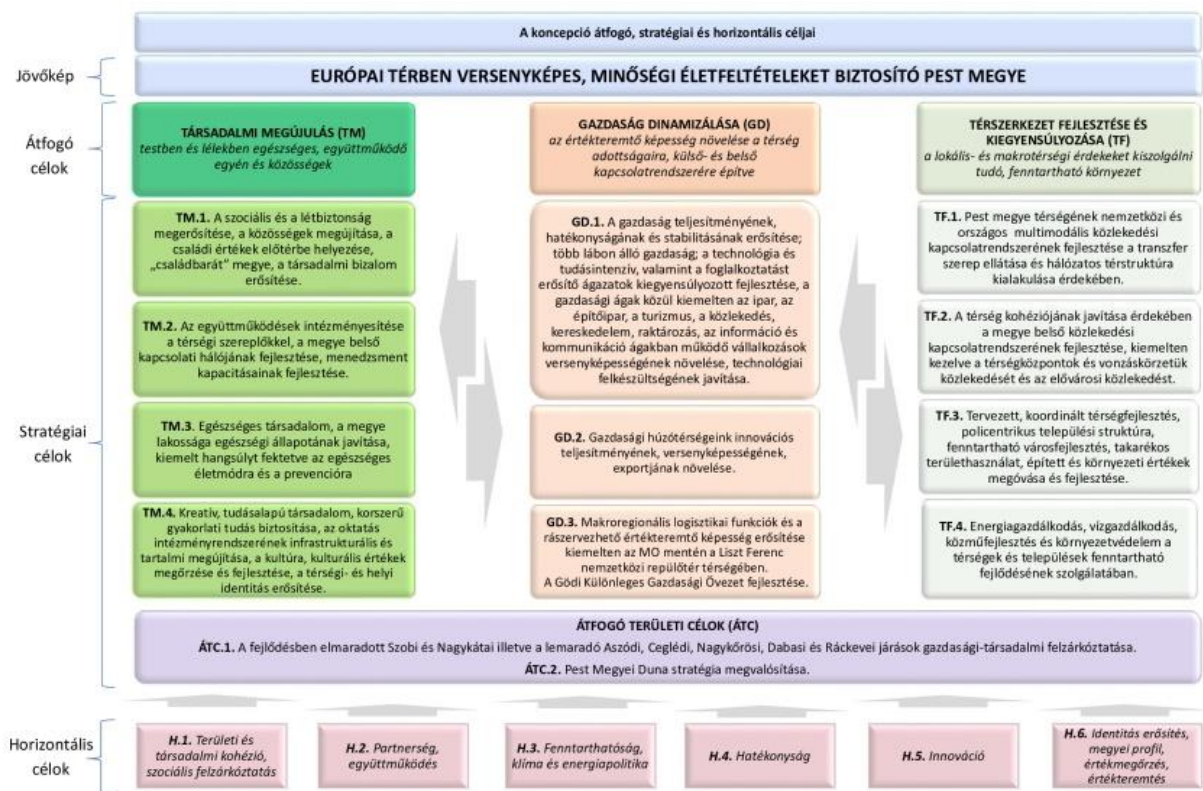 A koncepció átfogó, stratégiai és horizontális céljai
Jövőkép
EURÓPAI TÉRBEN VERSENYKÉPES, MINŐSÉGI ÉLETFELTÉTELEKET BIZTOSÍTÓ PEST MEGYE
Átfogó
célok
TÁRSADALMI MEGÚJULÁS (TM)
testben és lélekben egészséges, együttműködő
egyén és közösségek
GAZDASÁG DINAMIZÁLÁSA (GD)
az értékteremtő képesség növelése a térség
adottságaira, külső- és belső
kapcsolatrendszerére építve
TÉRSZERKEZET FEJLESZTÉSE ÉS
KIEGYENSÚLYOZÁSA (TF)
a lokális- és makrotérségi érdekeket kiszolgálni
tudó, fenntartható környezet
Stratégiai
célok
TM.1. A szociális és a létbiztonság
megerősítése, a közösségek megújítása, a
családi értékek előtérbe helyezése,
„családbarát” megye, a társadalmi bizalom
erősítése.
TM.2. Az együttműködések intézményesítése
a térségi szereplőkkel, a megye belső
kapcsolati hálójának fejlesztése, menedzsment
kapacitásainak fejlesztése.
TM.3. Egészséges társadalom, a megye
lakossága egészségi állapotának javítása,
kiemelt hangsúlyt fektetve az egészséges
életmódra és a prevencióra
TM.4. Kreatív, tudásalapú társadalom, korszerű
gyakorlati tudás biztosítása, az oktatás
intézményrendszerének infrastrukturális és
tartalmi megújítása, a kultúra, kulturális értékek
megőrzése és fejlesztése, a térségi- és helyi
identitás erősítése.
GD.1. A gazdaság teljesítményének,
hatékonyságának és stabilitásának erősítése;
több lábon álló gazdaság; a technológia és
tudásintenzív, valamint a foglalkoztatást
erősítő ágazatok kiegyensúlyozott fejlesztése, a
gazdasági ágak közül kiemelten az ipar, az
építőipar, a turizmus, a közlekedés,
kereskedelem, raktározás, az információ és
kommunikáció ágakban működő vállalkozások
versenyképességének növelése, technológiai
felkészültségének javítása.
GD.2. Gazdasági húzótérségeink innovációs
teljesítményének, versenyképességének,
exportjának növelése.
GD.3. Makroregionális logisztikai funkciók és a
rászervezhető értékteremtő képesség erősítése
kiemelten az MO mentén a Liszt Ferenc
nemzetközi repülőtér térségében.
A Gödi Különleges Gazdasági Övezet fejlesztése.
TF.1. Pest megye térségének nemzetközi és
országos multimodális közlekedési
kapcsolatrendszerének fejlesztése a transzfer
szerep ellátása és hálózatos térstruktúra
kialakulása érdekében.
TF.2. A térség kohéziójának javítása érdekében
a megye belső közlekedési
kapcsolatrendszerének fejlesztése, kiemelten
kezelve a térségközpontok és vonzáskörzetük
közlekedését és az elővárosi közlekedést.
TF.3. Tervezett, koordinált térségfejlesztés,
policentrikus települési struktúra,
fenntartható városfejlesztés, takarékos
területhasználat, épített és környezeti értékek
megóvása és fejlesztése.
TF.4. Energiagazdálkodás, vízgazdálkodás,
közműfejlesztés és környezetvédelem a
térségek és települések fenntartható
fejlődésének szolgálatában.
ÁTFOGÓ TERÜLETI CÉLOK (ÁTC)
ÁTC.1. A fejlődésben elmaradott Szobi és Nagykátai illetve a lemaradó Aszódi, Ceglédi, Nagykőrösi, Dabasi és Ráckevei járások gazdasági-társadalmi felzárkóztatása.
ÁTC.2. Pest Megyei Duna stratégia megvalósítása.
Horizontális
célok
H.1. Területi és
társadalmi kohézió,
szociális felzárkóztatás
H.2. Partnerség,
együttműködés
H.3. Fenntarthatóság,
klíma és energiapolitika
H.4. Hatékonyság
H.5. Innováció
H.6. Identitás erősítés,
megyei profil,
értékmegőrzés,
értékteremtés